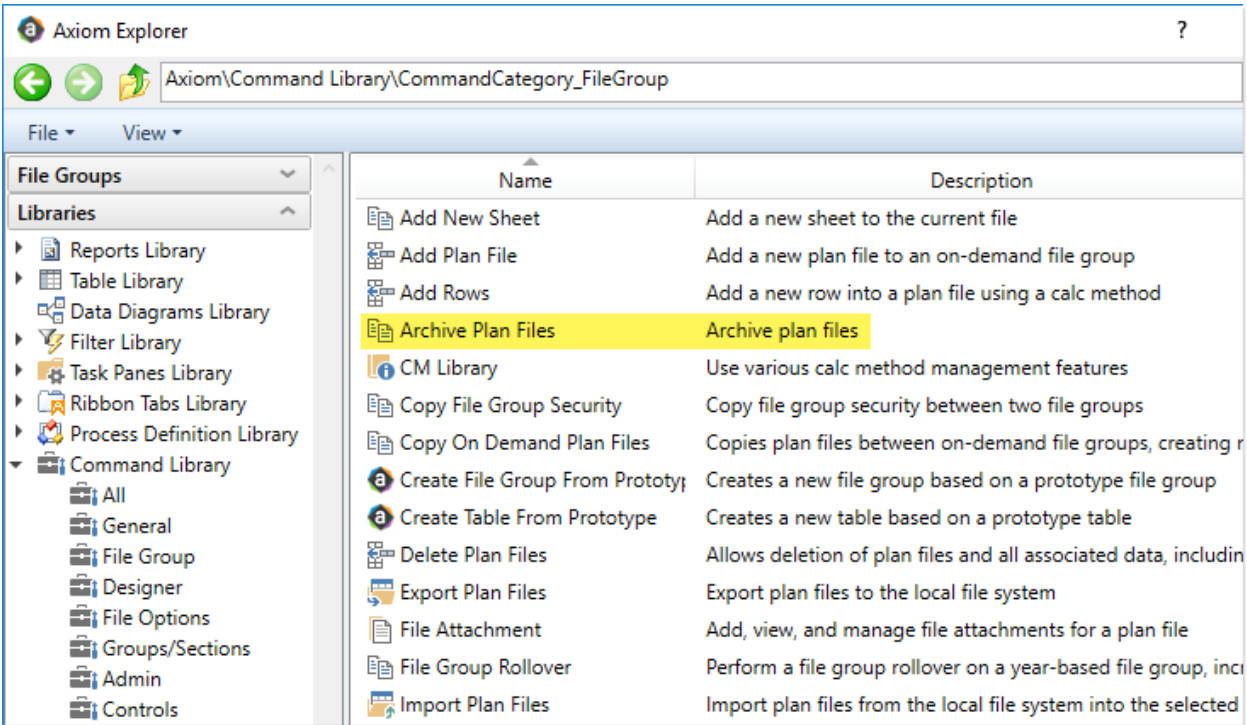 Axiom Explorer
?
Axiom\Command Library\CommandCategory_FileGroup
File View
File Groups
Libraries
Reports Library
Table Library
Data Diagrams Library
Filter Library
Task Panes Library
Ribbon Tabs Library
Process Definition Library
Command Library
All
General
File Group
Designer
File Options
Groups/Sections
Admin
Controls
Name Description
Add New Sheet Add a new sheet to the current file
Add Plan File Add a new plan file to an on-demand file group
Add Rows Add a new row into a plan file using a calc method
Archive Plan Files Archive plan files
CM Library Use various calc method management features
Copy File Group Security Copy file group security between two file groups
Copy On Demand Plan Files Copies plan files between on-demand file groups, creating r
Create File Group From Prototyp Creates a new file group based on a prototype file group
Create Table From Prototype Creates a new table based on a prototype table
Delete Plan Files Allows deletion of plan files and all associated data, includin
Export Plan Files Export plan files to the local file system
File Attachment Add, view, and manage file attachments for a plan file
File Group Rollover Perform a file group rollover on a year-based file group, incr
Import Plan Files Import plan files from the local file system into the selected